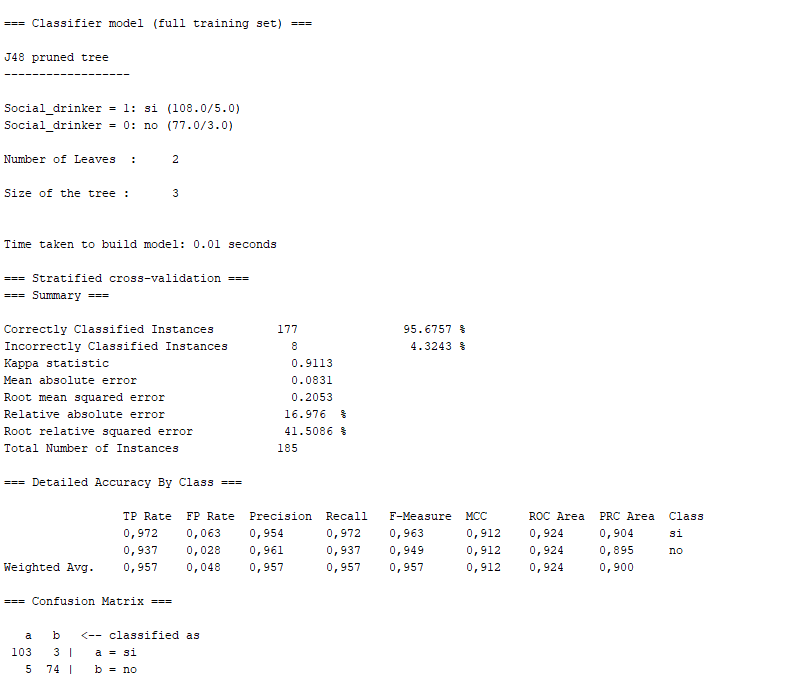 === Classifier model (full training set) ===
J48 pruned tree
------------------
Social_drinker = 1: si (108.0/5.0)
Social_drinker = 0: no (77.0/3.0)
Number of Leaves  :     2
Size of the tree :      3
Time taken to build model: 0.01 seconds
=== Stratified cross-validation ===
=== Summary ===
Correctly Classified Instances         177               95.6757 %
Incorrectly Classified Instances         8                4.3243 %
Kappa statistic                          0.9113
Mean absolute error                      0.0831
Root mean squared error                  0.2053
Relative absolute error                 16.976  %
Root relative squared error             41.5086 %
Total Number of Instances              185
=== Detailed Accuracy By Class ===
                 TP Rate  FP Rate  Precision  Recall   F-Measure  MCC      ROC Area  PRC Area  Class
                 0,972    0,063    0,954      0,972    0,963      0,912    0,924     0,904     si
                 0,937    0,028    0,961      0,937    0,949      0,912    0,924     0,895     no
Weighted Avg.    0,957    0,048    0,957      0,957    0,957      0,912    0,924     0,900
=== Confusion Matrix ===
   a   b   <-- classified as
 103   3 |   a = si
   5  74 |   b = no